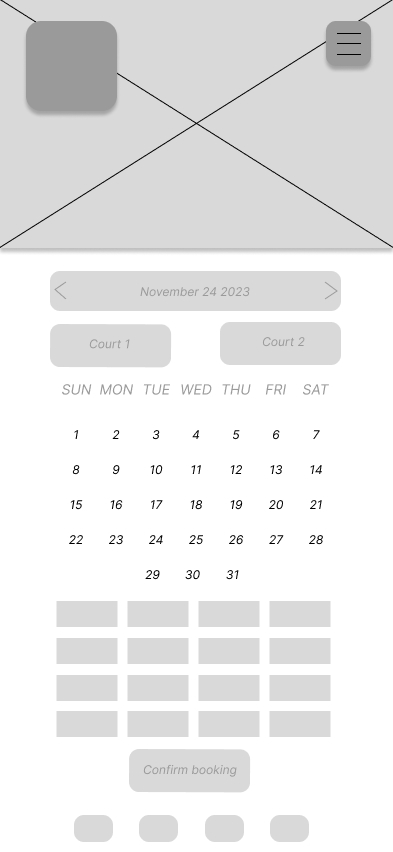 November 24 2023
Court 1 Court 2
SUN MON TUE WED THU FRI SAT
1 2 3 4 5 6 7
8 9 10 11 12 13 14
15 16 17 18 19 20 21
22 23 24 25 26 27 28
29 30 31
Confirm booking